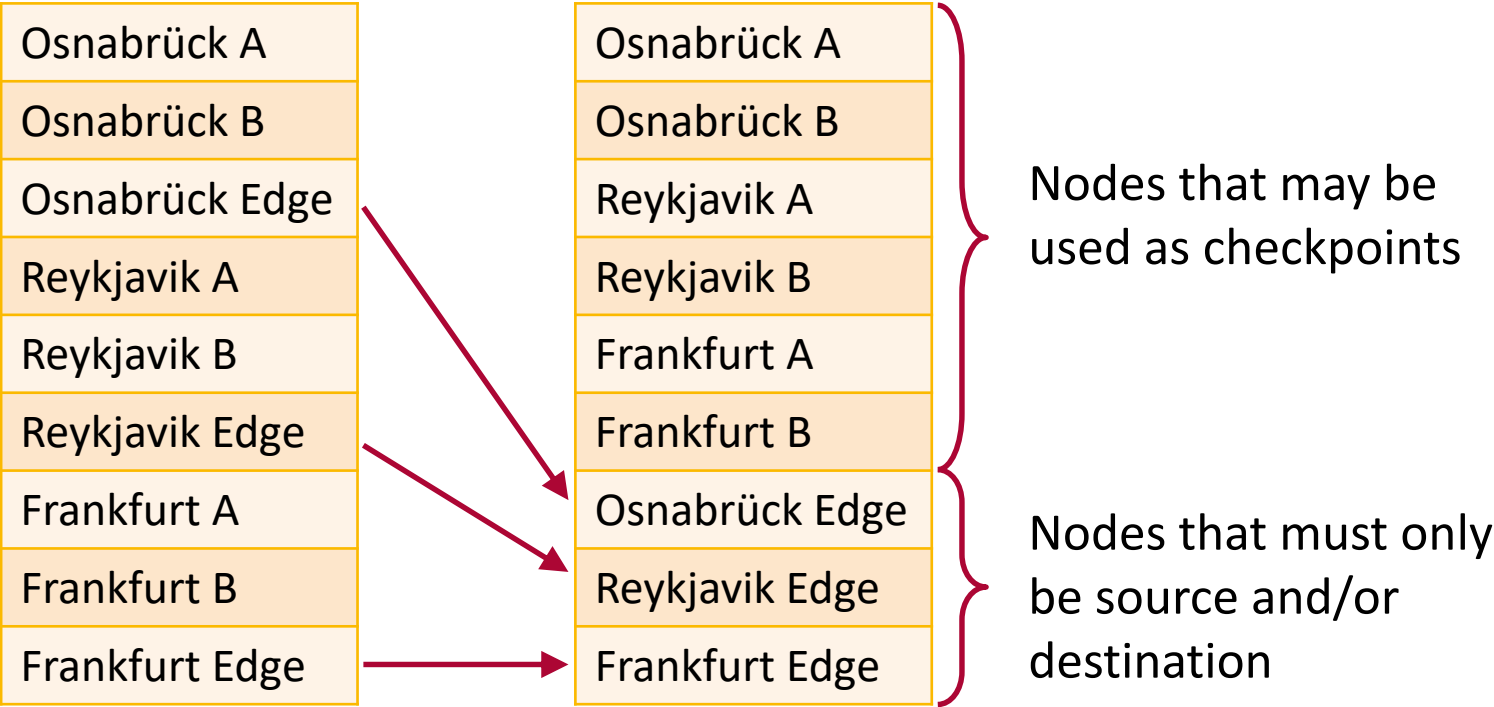 Osnabrück A
Osnabrück B
Osnabrück Edge
Reykjavik A
Reykjavik B
Reykjavik Edge
Frankfurt A
Frankfurt B
Frankfurt Edge
Osnabrück A
Osnabrück B
Reykjavik A
Reykjavik B
Frankfurt A
Frankfurt B
Osnabrück Edge
Reykjavik Edge
Frankfurt Edge
Nodes that may be
used as checkpoints
Nodes that must only
be source and/or
destination